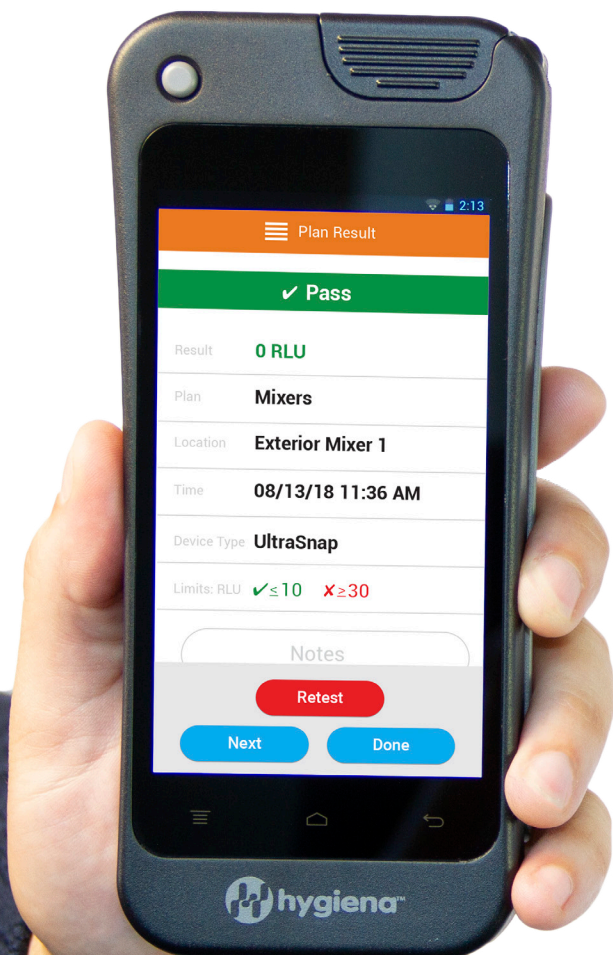 2:13
Plan Result
✔ Pass
Result 0 RLU
Plan Mixers
Location Exterior Mixer 1
Time 08/13/18 11:36 AM
Device Type UltraSnap
Limits: RLU ✔≤10 ✘≥30
Notes
Retest
Next Done
hygiena™